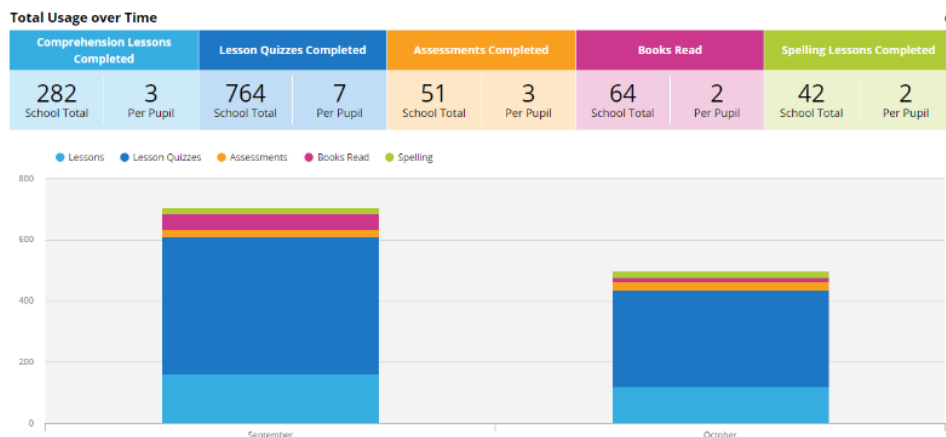 Total Usage over Time
Comprehension Lessons
Completed
Lesson Quizzes Completed
Assessments Completed
Books Read
Spelling Lessons Completed
282
3
764
7
51
3
64
2
42
2
School Total
Per Pupil
School Total
Per Pupil
School Total
Per Pupil
School Total
Per Pupil
School Total
Per Pupil
Lessons
Lesson Quizzes
Assessments
Books Read
Spelling
800
600
400
200
0
September
October